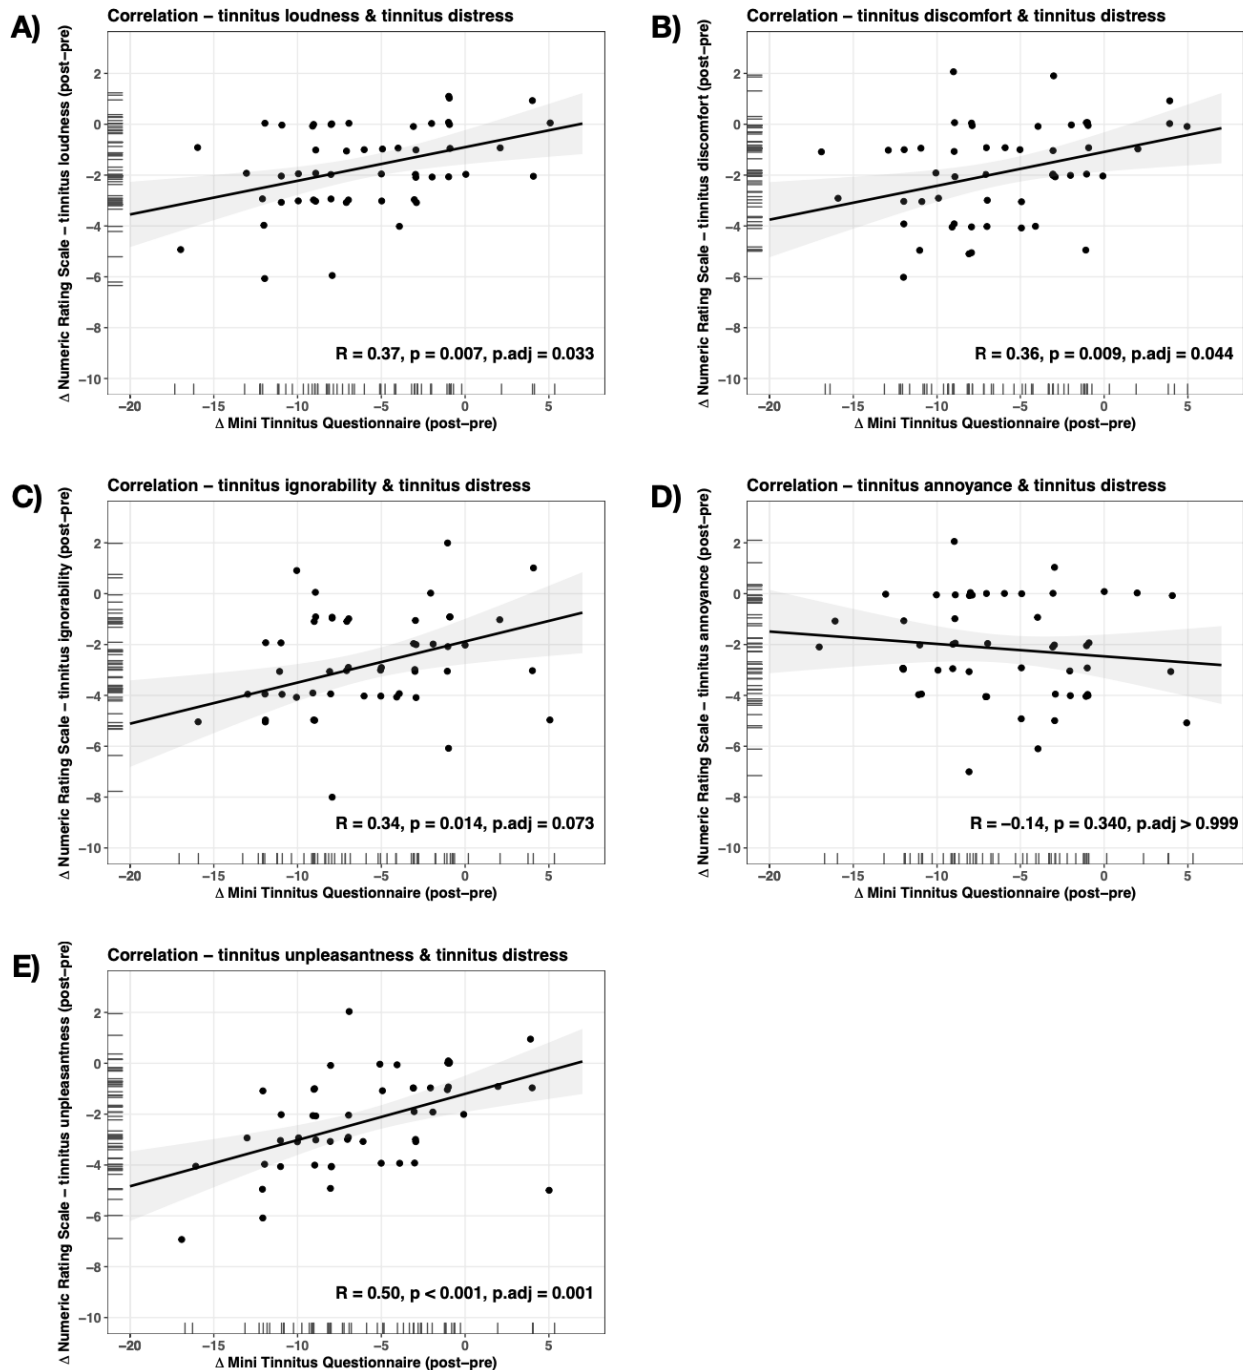 A)
Correlation – tinnitus loudness & tinnitus distress
Δ Numeric Rating Scale – tinnitus loudness (post–pre)
2
0
−2
−4
−6
−8
−10
R = 0.37, p = 0.007, p.adj = 0.033
−20 −15 −10 −5 0 5
Δ Mini Tinnitus Questionnaire (post–pre)
B)
Correlation – tinnitus discomfort & tinnitus distress
Δ Numeric Rating Scale – tinnitus discomfort (post–pre)
2
0
−2
−4
−6
−8
−10
R = 0.36, p = 0.009, p.adj = 0.044
−20 −15 −10 −5 0 5
Δ Mini Tinnitus Questionnaire (post–pre)
C)
Correlation – tinnitus ignorability & tinnitus distress
Δ Numeric Rating Scale – tinnitus ignorability (post–pre)
2
0
−2
−4
−6
−8
−10
R = 0.34, p = 0.014, p.adj = 0.073
−20 −15 −10 −5 0 5
Δ Mini Tinnitus Questionnaire (post–pre)
D)
Correlation – tinnitus annoyance & tinnitus distress
Δ Numeric Rating Scale – tinnitus annoyance (post–pre)
2
0
−2
−4
−6
−8
−10
R = −0.14, p = 0.340, p.adj > 0.999
−20 −15 −10 −5 0 5
Δ Mini Tinnitus Questionnaire (post–pre)
E)
Correlation – tinnitus unpleasantness & tinnitus distress
Δ Numeric Rating Scale – tinnitus unpleasantness (post–pre)
2
0
−2
−4
−6
−8
−10
R = 0.50, p < 0.001, p.adj = 0.001
−20 −15 −10 −5 0 5
Δ Mini Tinnitus Questionnaire (post–pre)